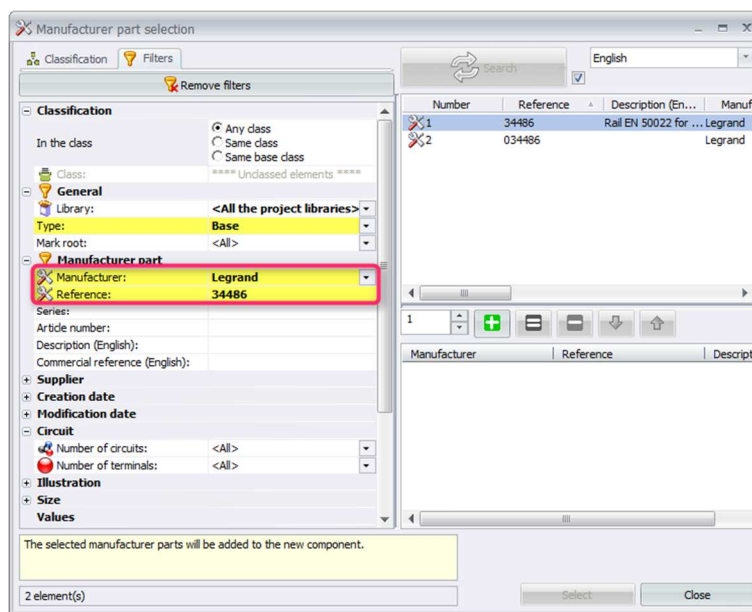 Manufacturer part selection
Classification
Filters
Remove filters
Classification
In the class
Any class
Same class
Same base class
Class:
==== Unclassed elements ====
General
Library:
<All the project libraries>
Type:
Base
Mark root:
<All>
Manufacturer part
Manufacturer:
Legrand
Reference:
34486
Series:
Article number:
Description (English):
Commercial reference (English):
Supplier
Creation date
Modification date
Circuit
Number of circuits:
<All>
Number of terminals:
<All>
Illustration
Size
Values
The selected manufacturer parts will be added to the new component.
2 element(s)
Search
English
Number Reference Description (En... Manuf
1 34486 Rail EN 50022 for ... Legrand
2 034486 Legrand
1
Manufacturer Reference Descript
Select
Close